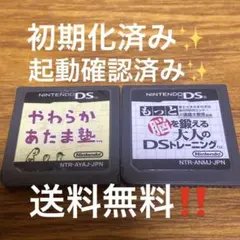 初期化済み✨
起動確認済み✨
NINTENDO DS
やわらか
あたま塾
TM
NTR-AYAJ-JPN
Nintendo
NINTENDO DS
もっと
脳を鍛える
大人の
DSトレーニング
TM
NTR-ANMJ-JPN
Nintendo
送料無料‼️